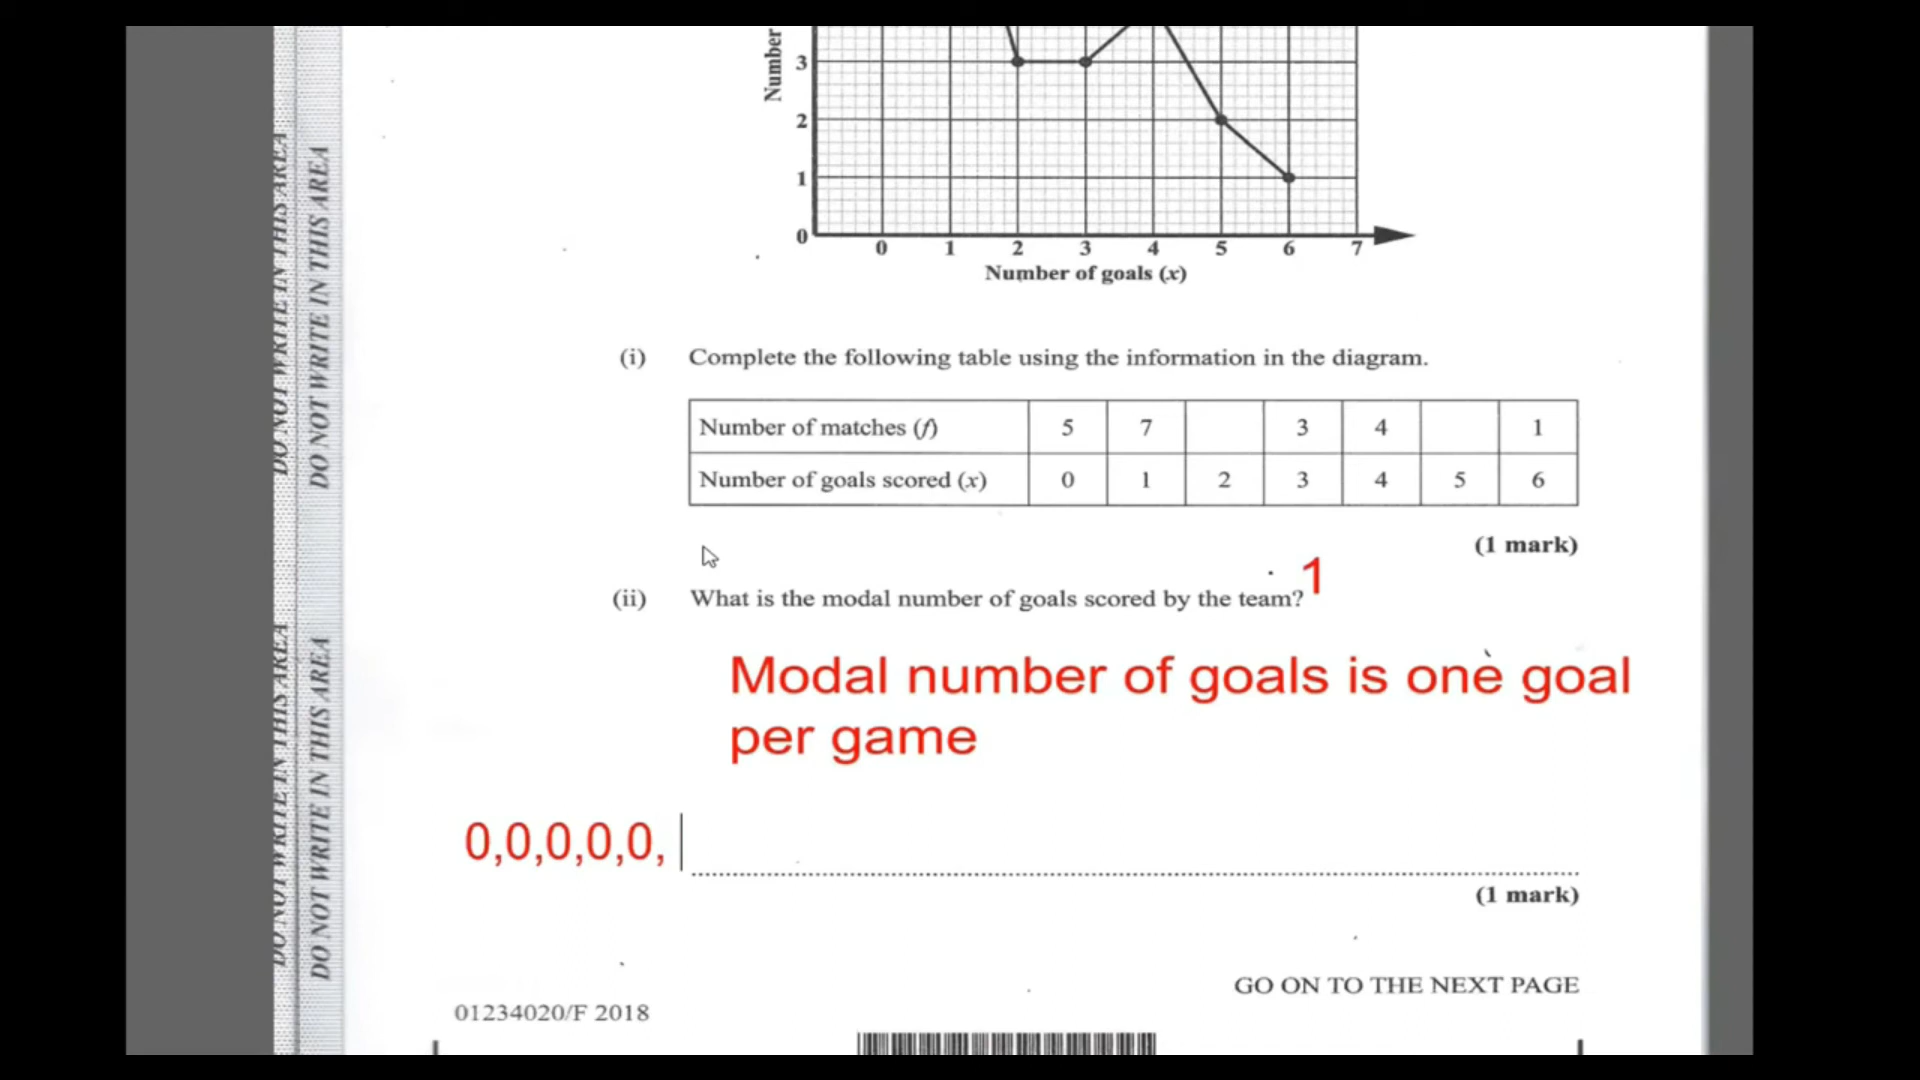 Number
3
2
1
0
0 1 2 3 4 5 6 7
Number of goals (x)
(i) Complete the following table using the information in the diagram.
Number of matches (f) 5 7 3 4 1
Number of goals scored (x) 0 1 2 3 4 5 6
(1 mark)
(ii) What is the modal number of goals scored by the team? 1
Modal number of goals is one goal
per game
0,0,0,0,0,
(1 mark)
GO ON TO THE NEXT PAGE
01234020/F 2018
DO NOT WRITE IN THIS AREA
DO NOT WRITE IN THIS AREA
DO NOT WRITE IN THIS AREA
DO NOT WRITE IN THIS AREA